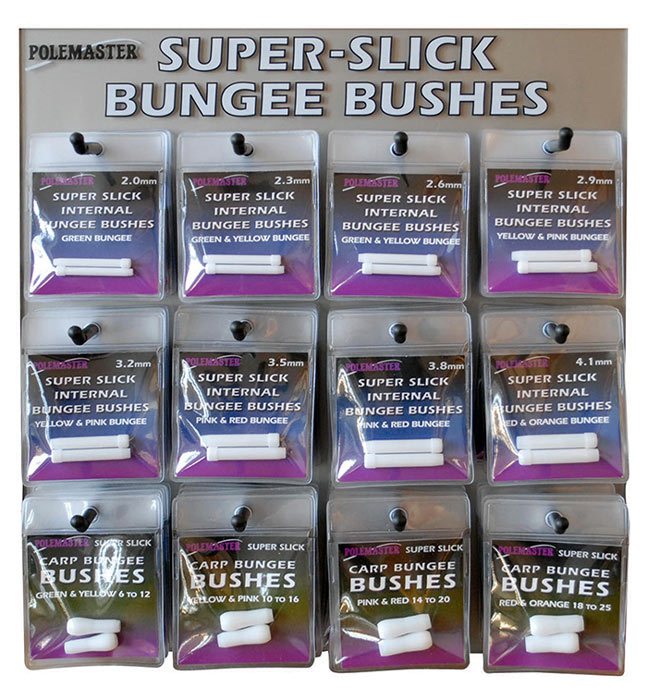 POLEMASTER
SUPER-SLICK
BUNGEE BUSHES
POLEMASTER 2.0mm
SUPER SLICK
INTERNAL
BUNGEE BUSHES
GREEN BUNGEE
POLEMASTER 2.3mm
SUPER SLICK
INTERNAL
BUNGEE BUSHES
GREEN & YELLOW BUNGEE
POLEMASTER 2.6mm
SUPER SLICK
INTERNAL
BUNGEE BUSHES
GREEN & YELLOW BUNGEE
POLEMASTER 2.9mm
SUPER SLICK
INTERNAL
BUNGEE BUSHES
YELLOW & PINK BUNGEE
POLEMASTER 3.2mm
SUPER SLICK
INTERNAL
BUNGEE BUSHES
YELLOW & PINK BUNGEE
POLEMASTER 3.5mm
SUPER SLICK
INTERNAL
BUNGEE BUSHES
PINK & RED BUNGEE
POLEMASTER 3.8mm
SUPER SLICK
INTERNAL
BUNGEE BUSHES
PINK & RED BUNGEE
POLEMASTER 4.1mm
SUPER SLICK
INTERNAL
BUNGEE BUSHES
RED & ORANGE BUNGEE
POLEMASTER SUPER SLICK
CARP BUNGEE
BUSHES
GREEN & YELLOW 6 TO 12
POLEMASTER SUPER SLICK
CARP BUNGEE
BUSHES
YELLOW & PINK 10 TO 16
POLEMASTER SUPER SLICK
CARP BUNGEE
BUSHES
PINK & RED 14 TO 20
POLEMASTER SUPER SLICK
CARP BUNGEE
BUSHES
RED & ORANGE 18 TO 25